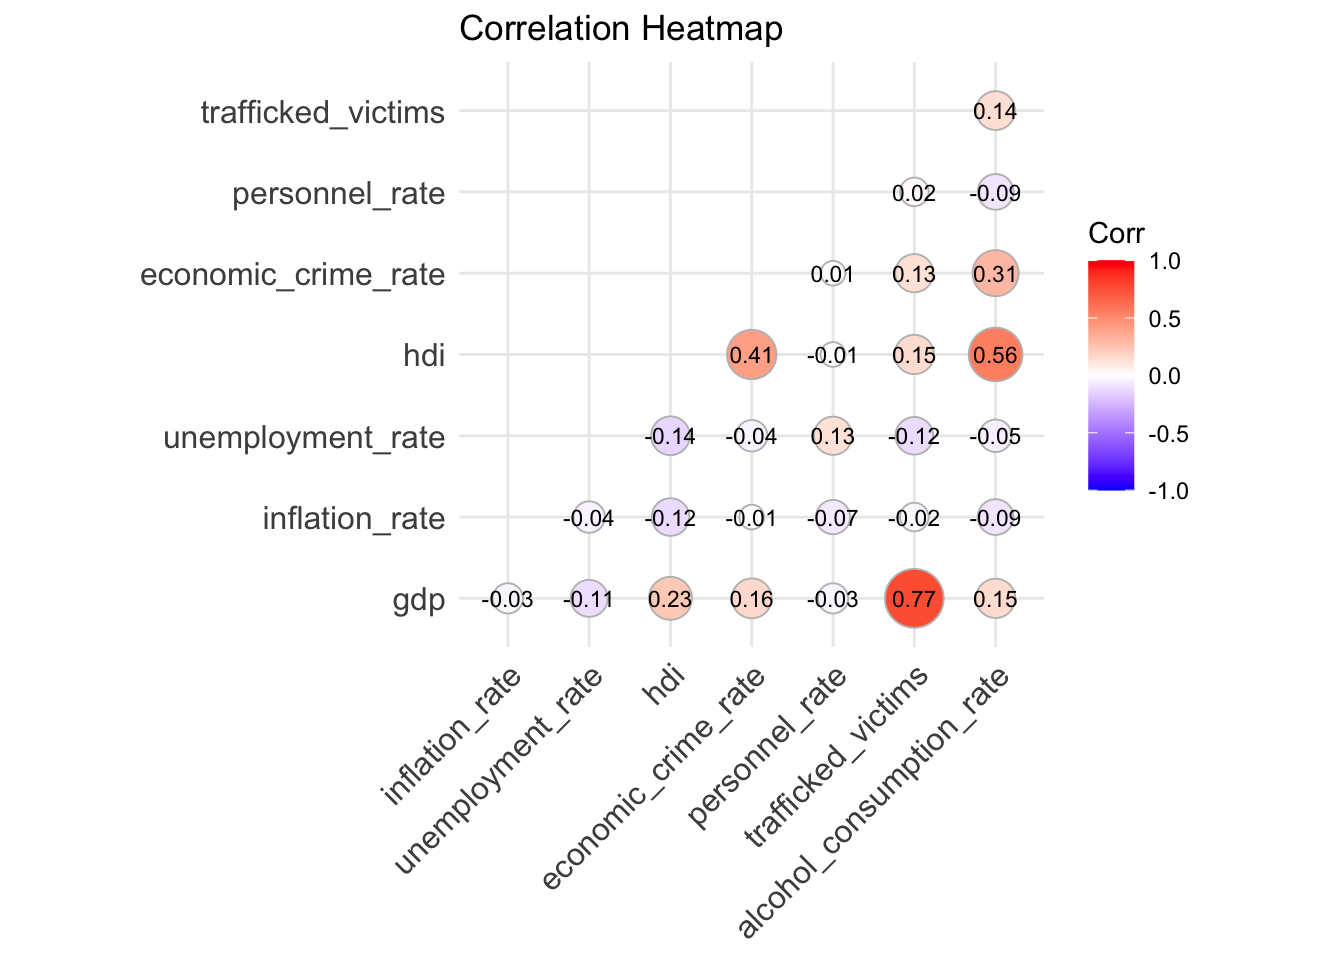 Correlation Heatmap
trafficked_victims 0.14
personnel_rate 0.02 -0.09
economic_crime_rate 0.01 0.13 0.31
hdi 0.41 -0.01 0.15 0.56
unemployment_rate -0.14 -0.04 0.13 -0.12 -0.05
inflation_rate -0.04 -0.12 -0.01 -0.07 -0.02 -0.09
gdp -0.03 -0.11 0.23 0.16 -0.03 0.77 0.15
inflation_rate
unemployment_rate
hdi
economic_crime_rate
personnel_rate
trafficked_victims
alcohol_consumption_rate
Corr
1.0
0.5
0.0
-0.5
-1.0